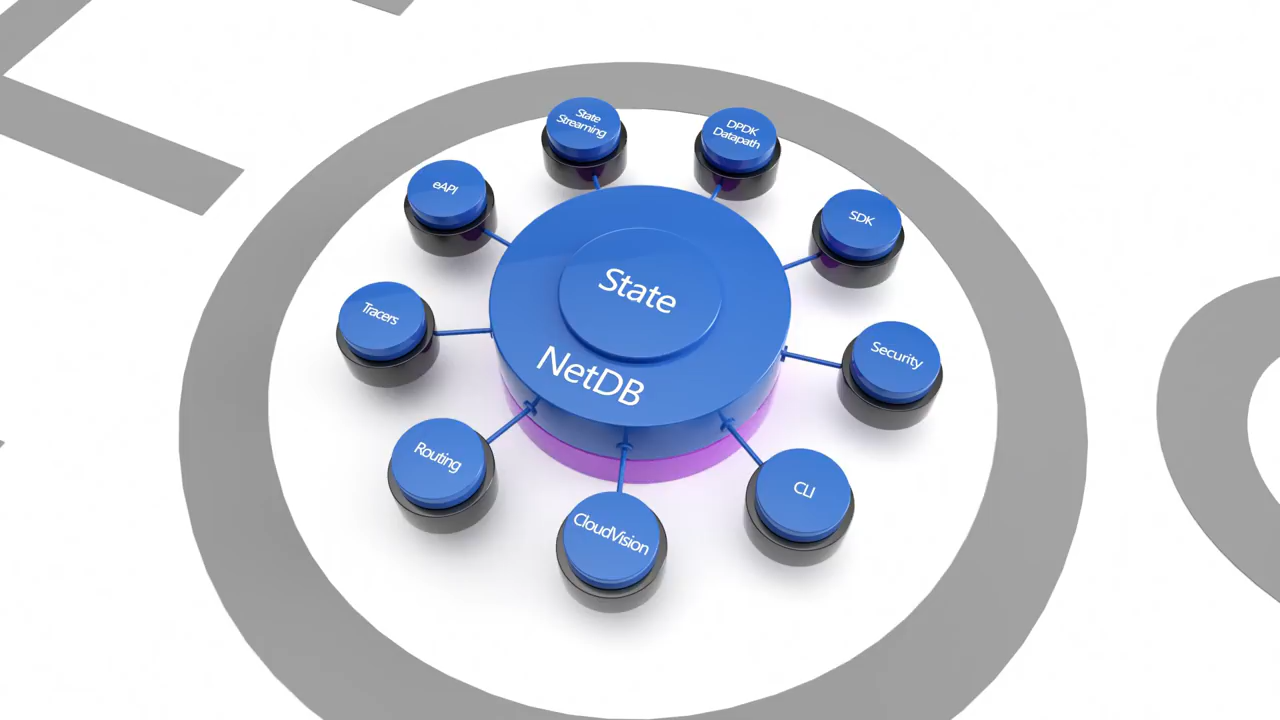 State
Streaming
DPDK
Datapath
eAPI
SDK
State
Tracers
Security
NetDB
Routing
CLI
CloudVision